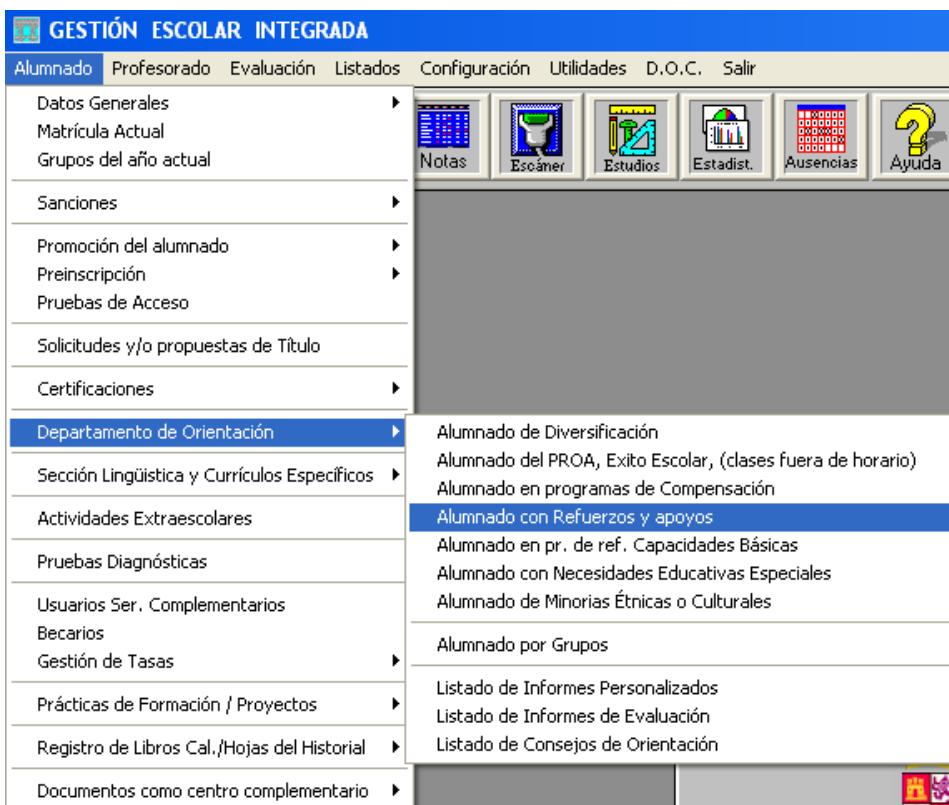 GESTIÓN ESCOLAR INTEGRADA
Alumnado Profesorado Evaluación Listados Configuración Utilidades D.O.C. Salir
Notas Escáner Estudios Estadist. Ausencias Ayuda
Datos Generales
Matrícula Actual
Grupos del año actual
Sanciones
Promoción del alumnado
Preinscripción
Pruebas de Acceso
Solicitudes y/o propuestas de Título
Certificaciones
Departamento de Orientación
Sección Lingüistica y Currículos Específicos
Actividades Extraescolares
Pruebas Diagnósticas
Usuarios Ser. Complementarios
Becarios
Gestión de Tasas
Prácticas de Formación / Proyectos
Registro de Libros Cal./Hojas del Historial
Documentos como centro complementario
Alumnado de Diversificación
Alumnado del PROA, Exito Escolar, (clases fuera de horario)
Alumnado en programas de Compensación
Alumnado con Refuerzos y apoyos
Alumnado en pr. de ref. Capacidades Básicas
Alumnado con Necesidades Educativas Especiales
Alumnado de Minorias Étnicas o Culturales
Alumnado por Grupos
Listado de Informes Personalizados
Listado de Informes de Evaluación
Listado de Consejos de Orientación